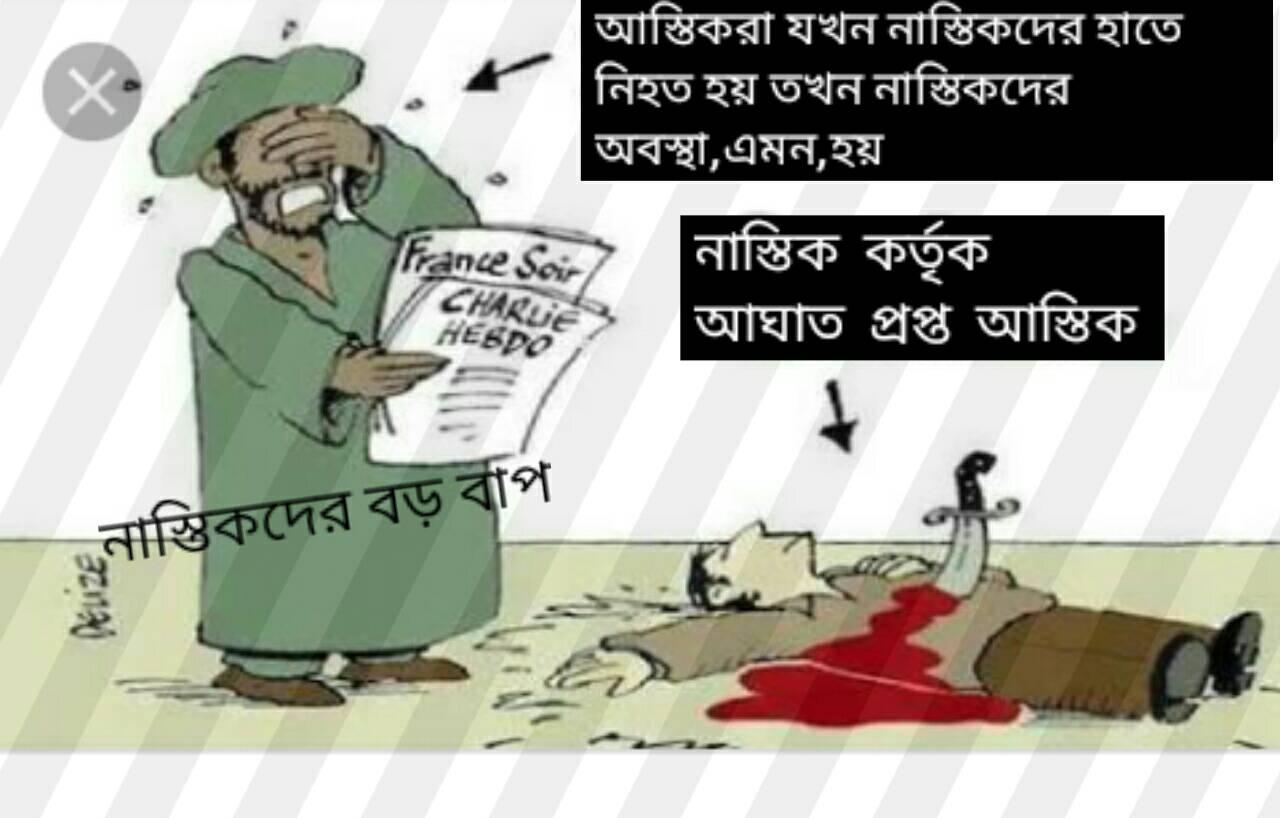 আস্তিকরা যখন নাস্তিকদের হাতে
নিহত হয় তখন নাস্তিকদের
অবস্থা,এমন,হয়
নাস্তিক কর্তৃক
আঘাত প্রপ্ত আস্তিক
France Soir
CHARLIE
HEBDO
নাস্তিকদের বড় বাপ
DELIZE